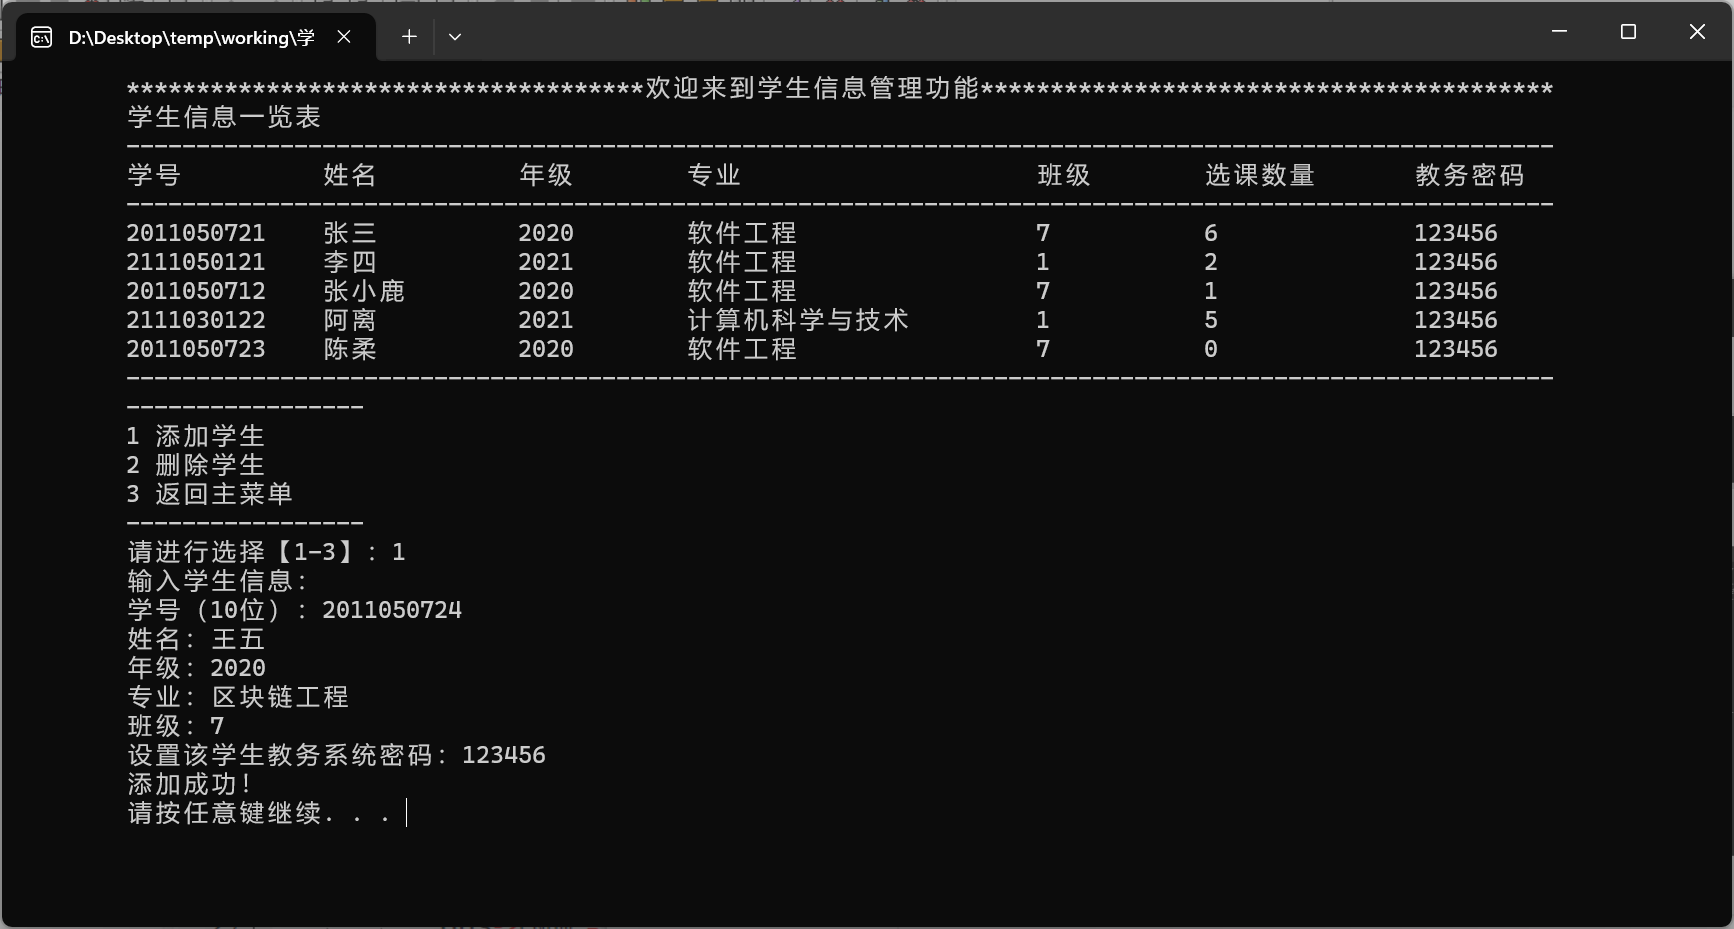 D:\Desktop\temp\working\学
*************************************欢迎来到学生信息管理功能*****************************************
学生信息一览表
------------------------------------------------------------------------------------------------------
学号 姓名 年级 专业 班级 选课数量 教务密码
------------------------------------------------------------------------------------------------------
2011050721 张三 2020 软件工程 7 6 123456
2111050121 李四 2021 软件工程 1 2 123456
2011050712 张小鹿 2020 软件工程 7 1 123456
2111030122 阿离 2021 计算机科学与技术 1 5 123456
2011050723 陈柔 2020 软件工程 7 0 123456
------------------------------------------------------------------------------------------------------
-----------------
1 添加学生
2 删除学生
3 返回主菜单
-----------------
请进行选择【1-3】: 1
输入学生信息:
学号（10位）: 2011050724
姓名: 王五
年级: 2020
专业: 区块链工程
班级: 7
设置该学生教务系统密码: 123456
添加成功!
请按任意键继续. . .